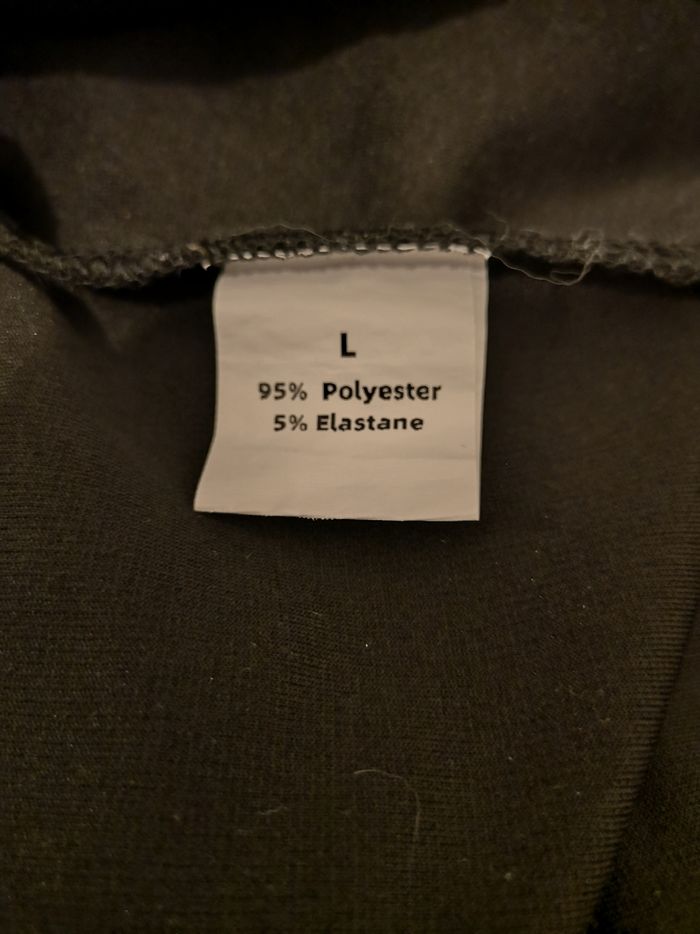 L
95% Polyester
5% Elastane